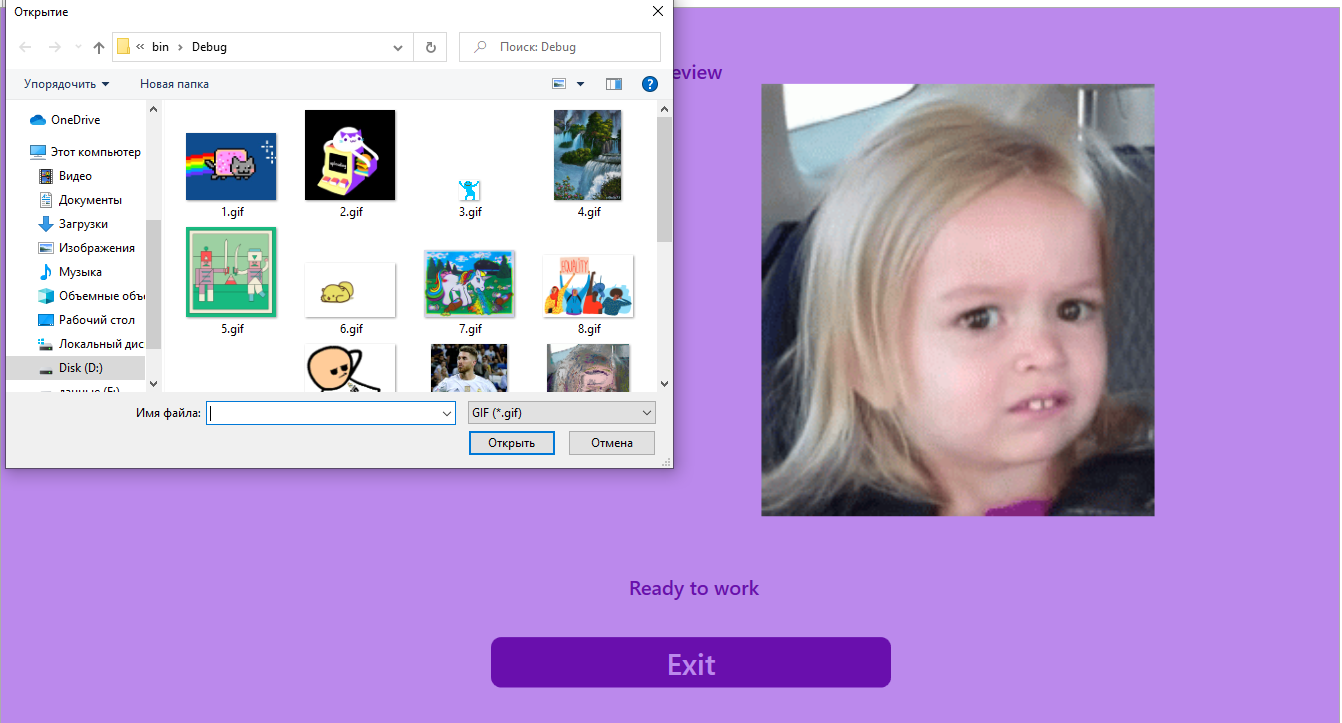 Открытие
bin
Debug
Поиск: Debug
Упорядочить
Новая папка
OneDrive
Этот компьютер
Видео
Документы
Загрузки
Изображения
Музыка
Объемные объ
Рабочий стол
Локальный дис
Disk (D:)
1.gif
2.gif
3.gif
4.gif
EQUALITY
5.gif
6.gif
7.gif
8.gif
Имя файла:
GIF (*.gif)
Открыть
Отмена
eview
Ready to work
Exit